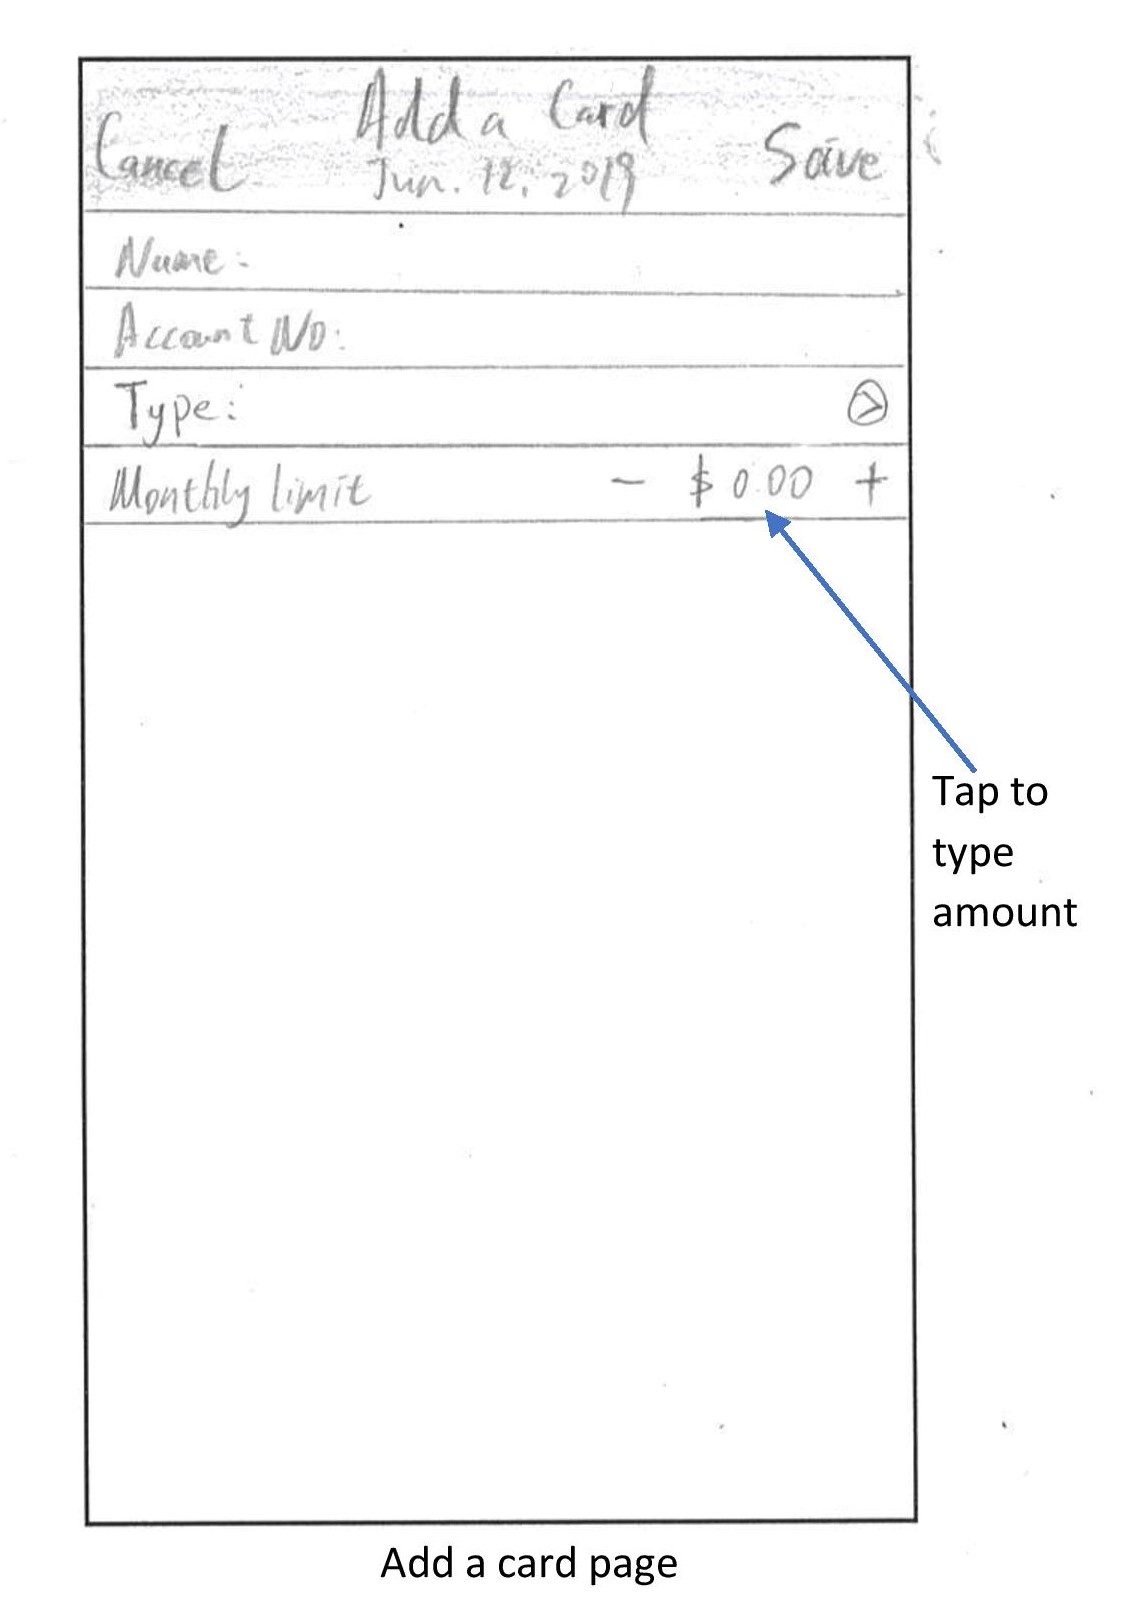 Add a Card
Cancel Jun. 12, 2019 Save
Name:
Account No:
Type: >
Monthly limit - $ 0.00 +
Tap to
type
amount
Add a card page